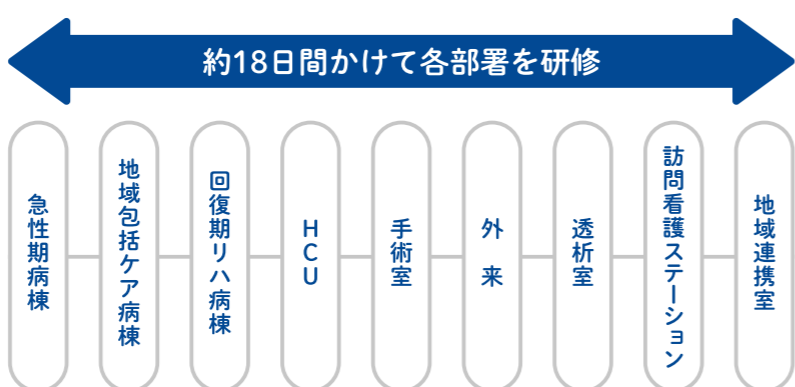 約18日間かけて各部署を研修
急性期病棟
地域包括ケア病棟
回復期リハ病棟
HCU
手術室
外来
透析室
訪問看護ステーション
地域連携室